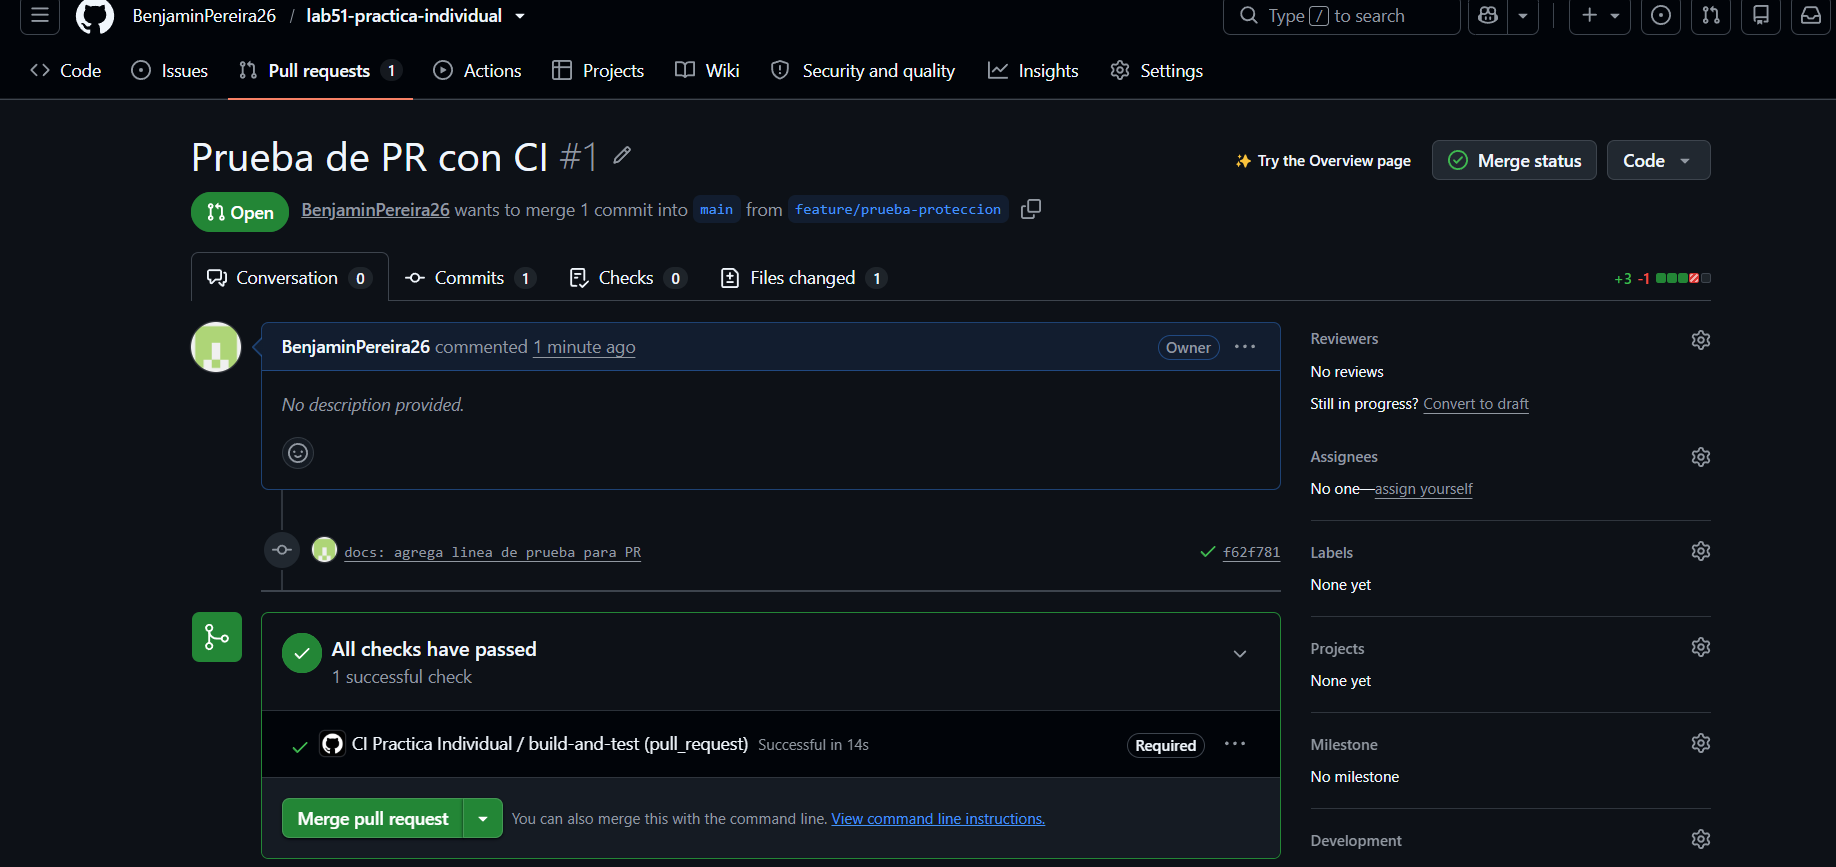 BenjaminPereira26 / lab51-practica-individual
Type / to search
Code Issues Pull requests 1 Actions Projects Wiki Security and quality Insights Settings
Prueba de PR con CI #1
Try the Overview page Merge status Code
Open BenjaminPereira26 wants to merge 1 commit into main from feature/prueba-proteccion
Conversation 0 Commits 1 Checks 0 Files changed 1 +3 -1
BenjaminPereira26 commented 1 minute ago Owner
No description provided.
docs: agrega linea de prueba para PR f62f781
All checks have passed
1 successful check
CI Practica Individual / build-and-test (pull_request) Successful in 14s Required
Merge pull request You can also merge this with the command line. View command line instructions.
Reviewers
No reviews
Still in progress? Convert to draft
Assignees
No one—assign yourself
Labels
None yet
Projects
None yet
Milestone
No milestone
Development